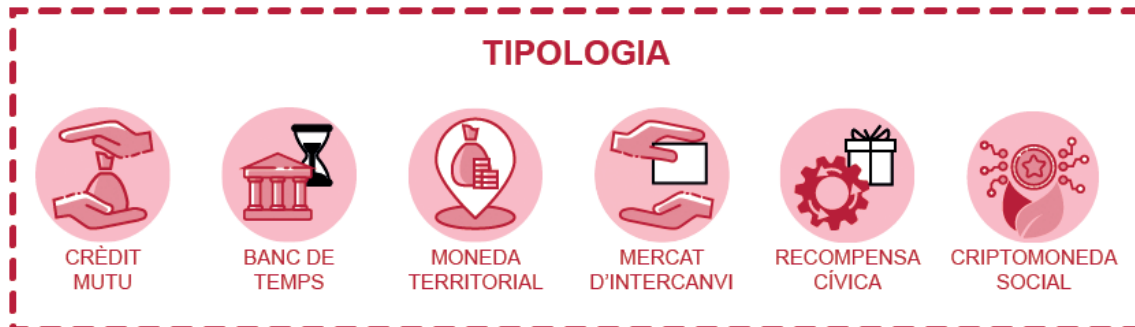 TIPOLOGIA
CRÈDIT
MUTU
BANC DE
TEMPS
MONEDA
TERRITORIAL
MERCAT
D'INTERCANVI
RECOMPENSA
CÍVICA
CRIPTOMONEDA
SOCIAL